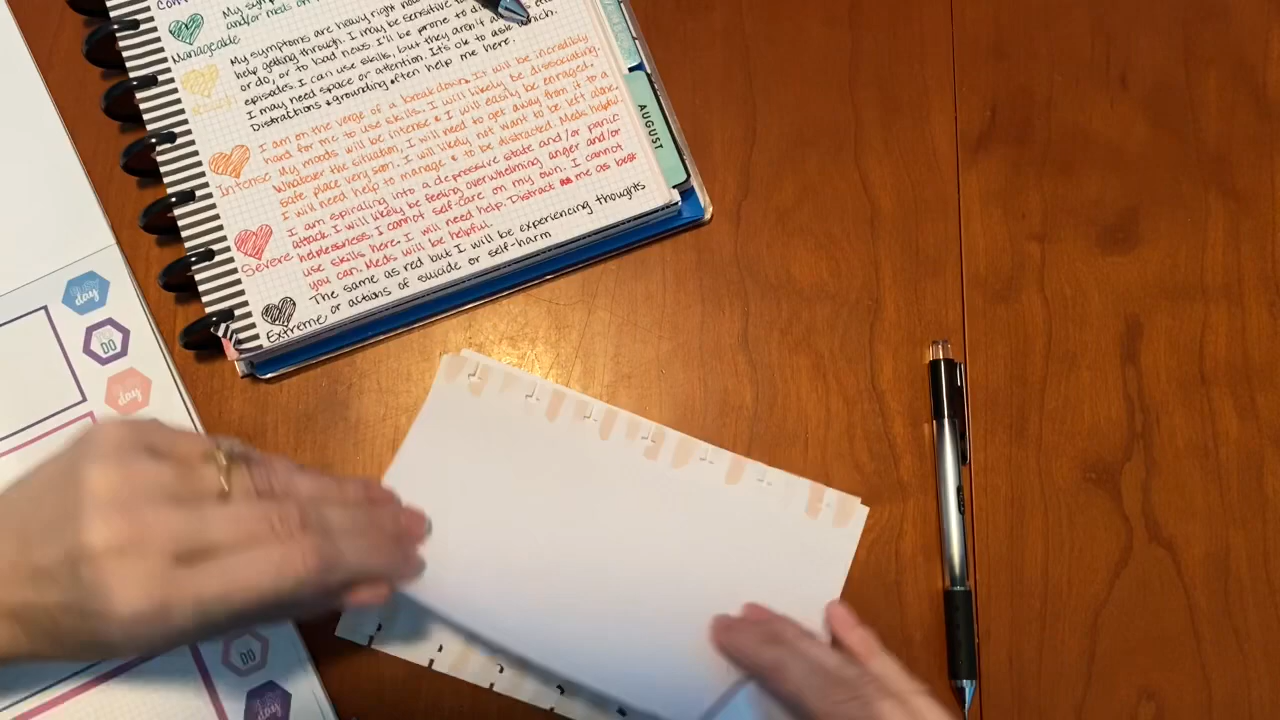 My symp
and/or meds on
Manageable
My symptoms are heavy right now
help getting through. I may be sensitive to
or do, or to load news. I'll be prone to
episodes. I can use skills, but they aren't
I may need space or attention. It's ok to ask which.
Distractions & grounding often help me here.
I am on the verge of a breakdown. It will be incredibly
hard for me to use skills. I will likely be dissociating.
My moods will be intense & I will easily be enraged.
Whatever the situation, I will need to get away from it to a
safe place very soon. I will likely not want to be left alone.
I will need help to manage & to be distracted. Meds helpful.
Intense
I am spiraling into a depressive state and/or panic
attack. I will likely be feeling overwhelming anger and/or
helplessness. I cannot self-care on my own. I cannot
use skills here. I will need help. Distract me as best
you can. Meds will be helpful.
Severe
The same as red but I will be experiencing thoughts
or actions of suicide or self-harm
Extreme
AUGUST
day
DO
day
DO
day